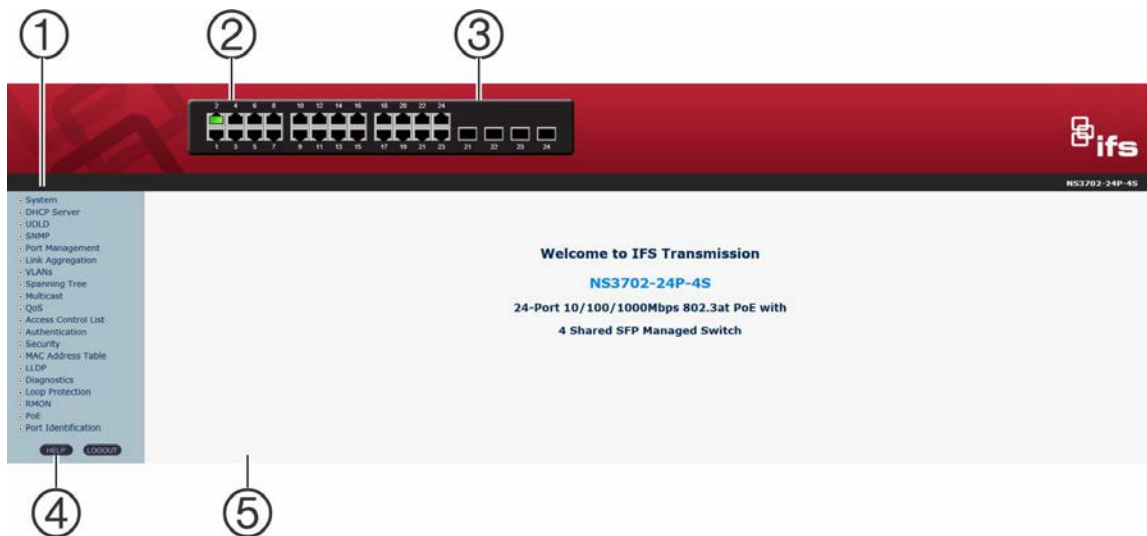 1 2 3
2 4 6 8 10 12 14 16 18 20 22 24
1 3 5 7 9 11 13 15 17 19 21 23 21 22 23 24
ifs
NS3702-24P-4S
System
DHCP Server
UDLD
SNMP
Port Management
Link Aggregation
VLANs
Spanning Tree
Multicast
QoS
Access Control List
Authentication
Security
MAC Address Table
LLDP
Diagnostics
Loop Protection
RMON
PoE
Port Identification
HELP LOGOUT
Welcome to IFS Transmission
NS3702-24P-4S
24-Port 10/100/1000Mbps 802.3at PoE with
4 Shared SFP Managed Switch
4 5